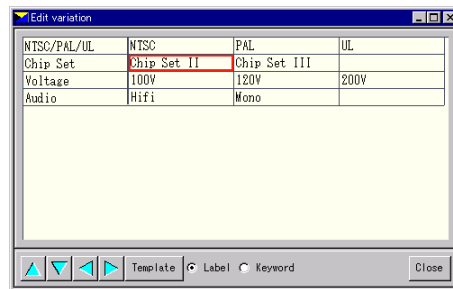 Edit variation
NTSC/PAL/UL NTSC PAL UL
Chip Set Chip Set II Chip Set III
Voltage 100V 120V 200V
Audio Hifi Mono
Template Label Keyword Close